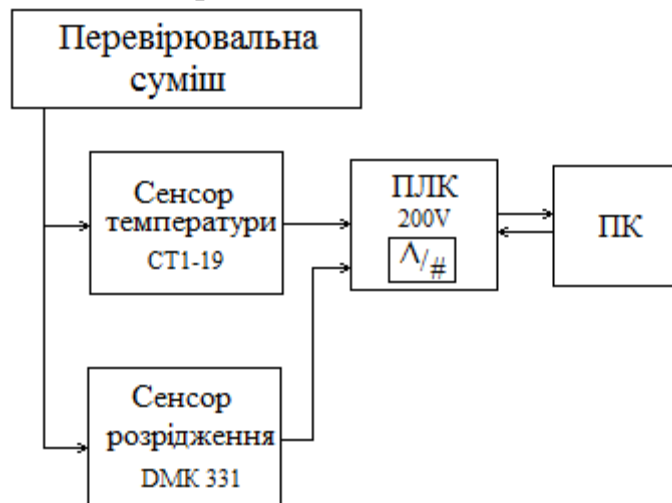 Перевірювальна
суміш
Сенсор
температури
СТ1-19
ПЛК
200V
Λ/#
ПК
Сенсор
розрідження
DMK 331